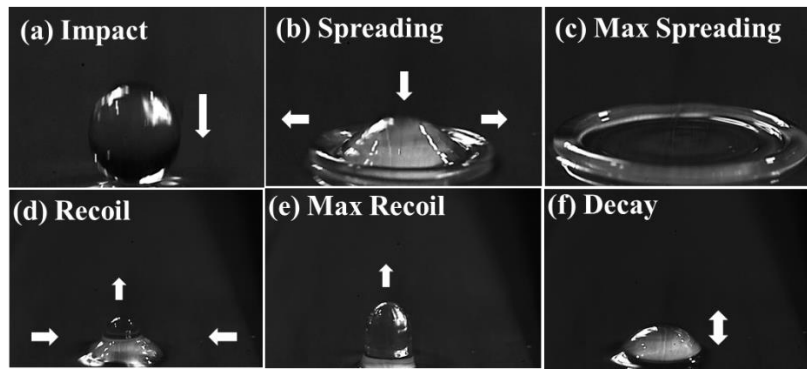 (a) Impact
(b) Spreading
(c) Max Spreading
(d) Recoil
(e) Max Recoil
(f) Decay